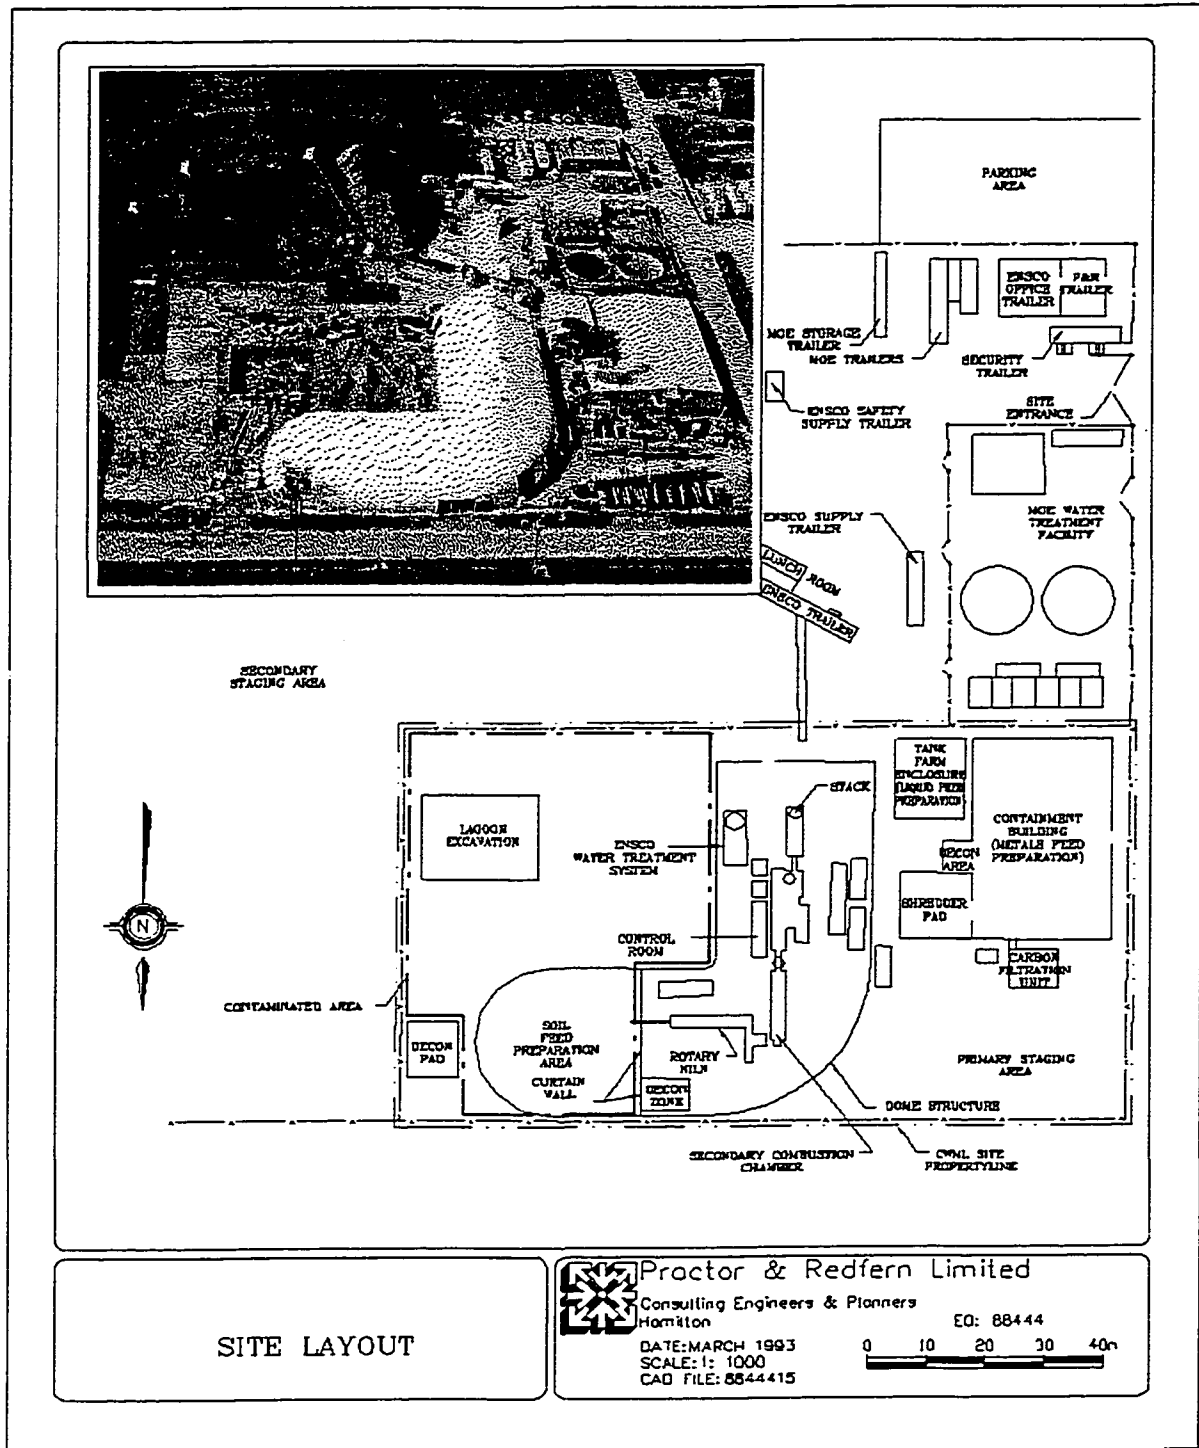 PARKING
AREA
ENSCO
OFFICE
TRAILER
P&R
TRAILER
MOE STORAGE
TRAILER
MOE TRAILERS
SECURITY
TRAILER
SITE
ENTRANCE
ENSCO SAFETY
SUPPLY TRAILER
ENSCO SUPPLY
TRAILER
MOE WATER
TREATMENT
FACILITY
LUNCH ROOM
ENSCO TRAILER
SECONDARY
STAGING AREA
TANK
FARM
ENCLOSURE
(LIQUID FEED
PREPARATION)
STACK
CONTAINMENT
BUILDING
(METALS FEED
PREPARATION)
LAGOON
EXCAVATION
ENSCO
WATER TREATMENT
SYSTEM
DECON
AREA
SHREDDER
PAD
N
CONTROL
ROOM
CARBON
FILTRATION
UNIT
CONTAMINATED AREA
DECON
PAD
SOIL
FEED
PREPARATION
AREA
ROTARY
KILN
PRIMARY STAGING
AREA
CURTAIN
WALL
DECON
ZONE
DOME STRUCTURE
SECONDARY COMBUSTION
CHAMBER
CWML SITE
PROPERTYLINE
SITE LAYOUT
Proctor & Redfern Limited
Consulting Engineers & Planners
Hamilton
EO: 88444
DATE: MARCH 1993
SCALE: 1: 1000
CAD FILE: 8844415
0 10 20 30 40m